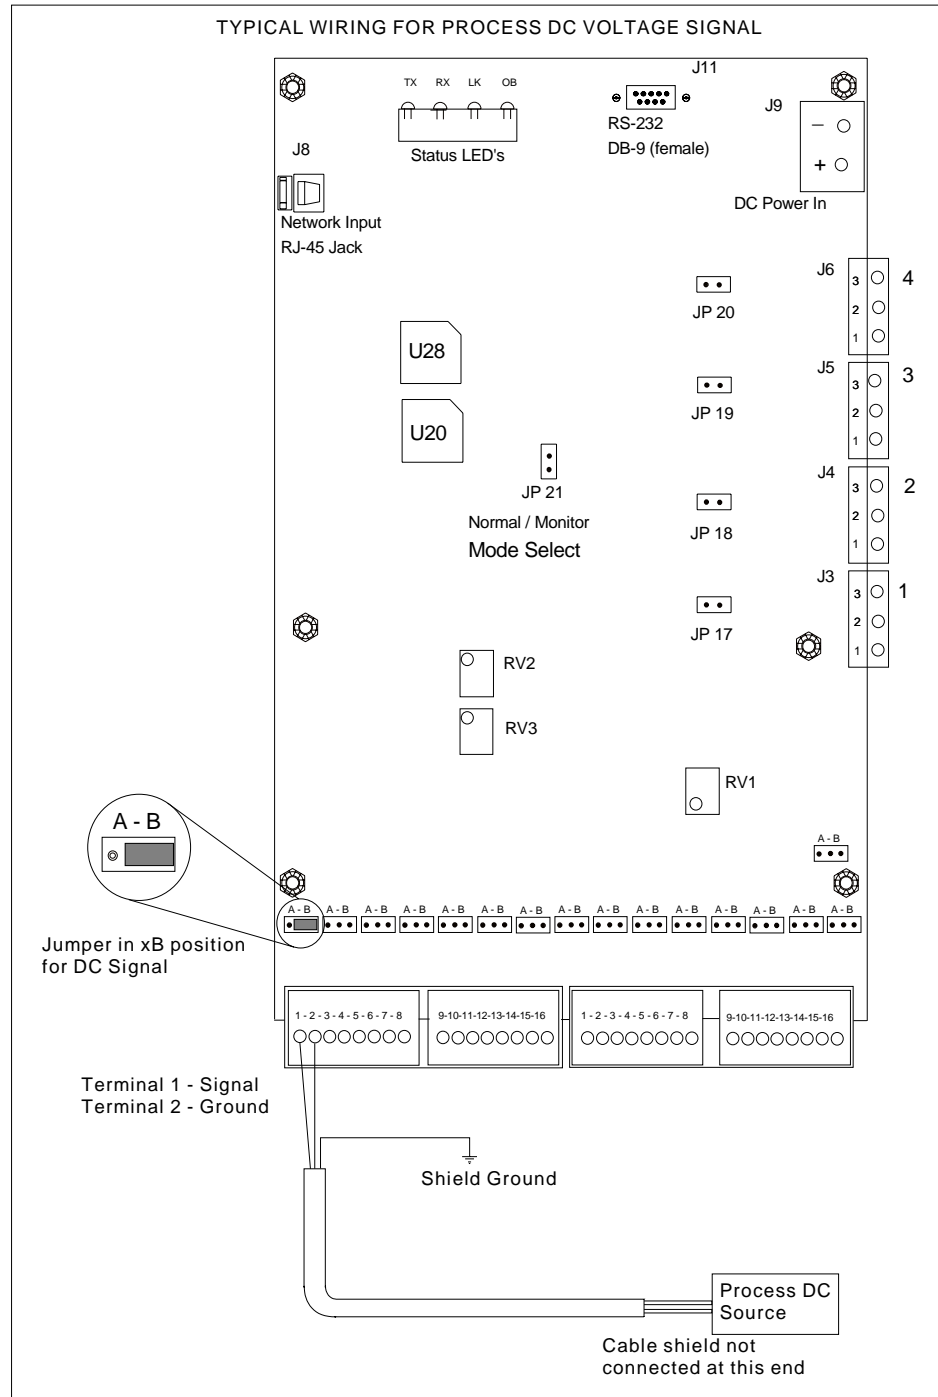 TYPICAL WIRING FOR PROCESS DC VOLTAGE SIGNAL
J11
TX RX LK OB
J9
RS-232
DB-9 (female)
Status LED's
J8
− 
+
DC Power In
Network Input
RJ-45 Jack
J6
3
2
1
4
JP 20
U28
J5
3
2
1
3
JP 19
U20
J4
3
2
1
2
JP 21
Normal / Monitor
Mode Select
JP 18
J3
3
2
1
1
JP 17
RV2
RV3
RV1
A - B
A - B
A - B A - B A - B A - B A - B A - B A - B A - B A - B A - B A - B A - B A - B A - B A - B
Jumper in xB position
for DC Signal
1 - 2 - 3 - 4 - 5 - 6 - 7 - 8
9-10-11-12-13-14-15-16
1 - 2 - 3 - 4 - 5 - 6 - 7 - 8
9-10-11-12-13-14-15-16
Terminal 1 - Signal
Terminal 2 - Ground
Shield Ground
Process DC
Source
Cable shield not
connected at this end